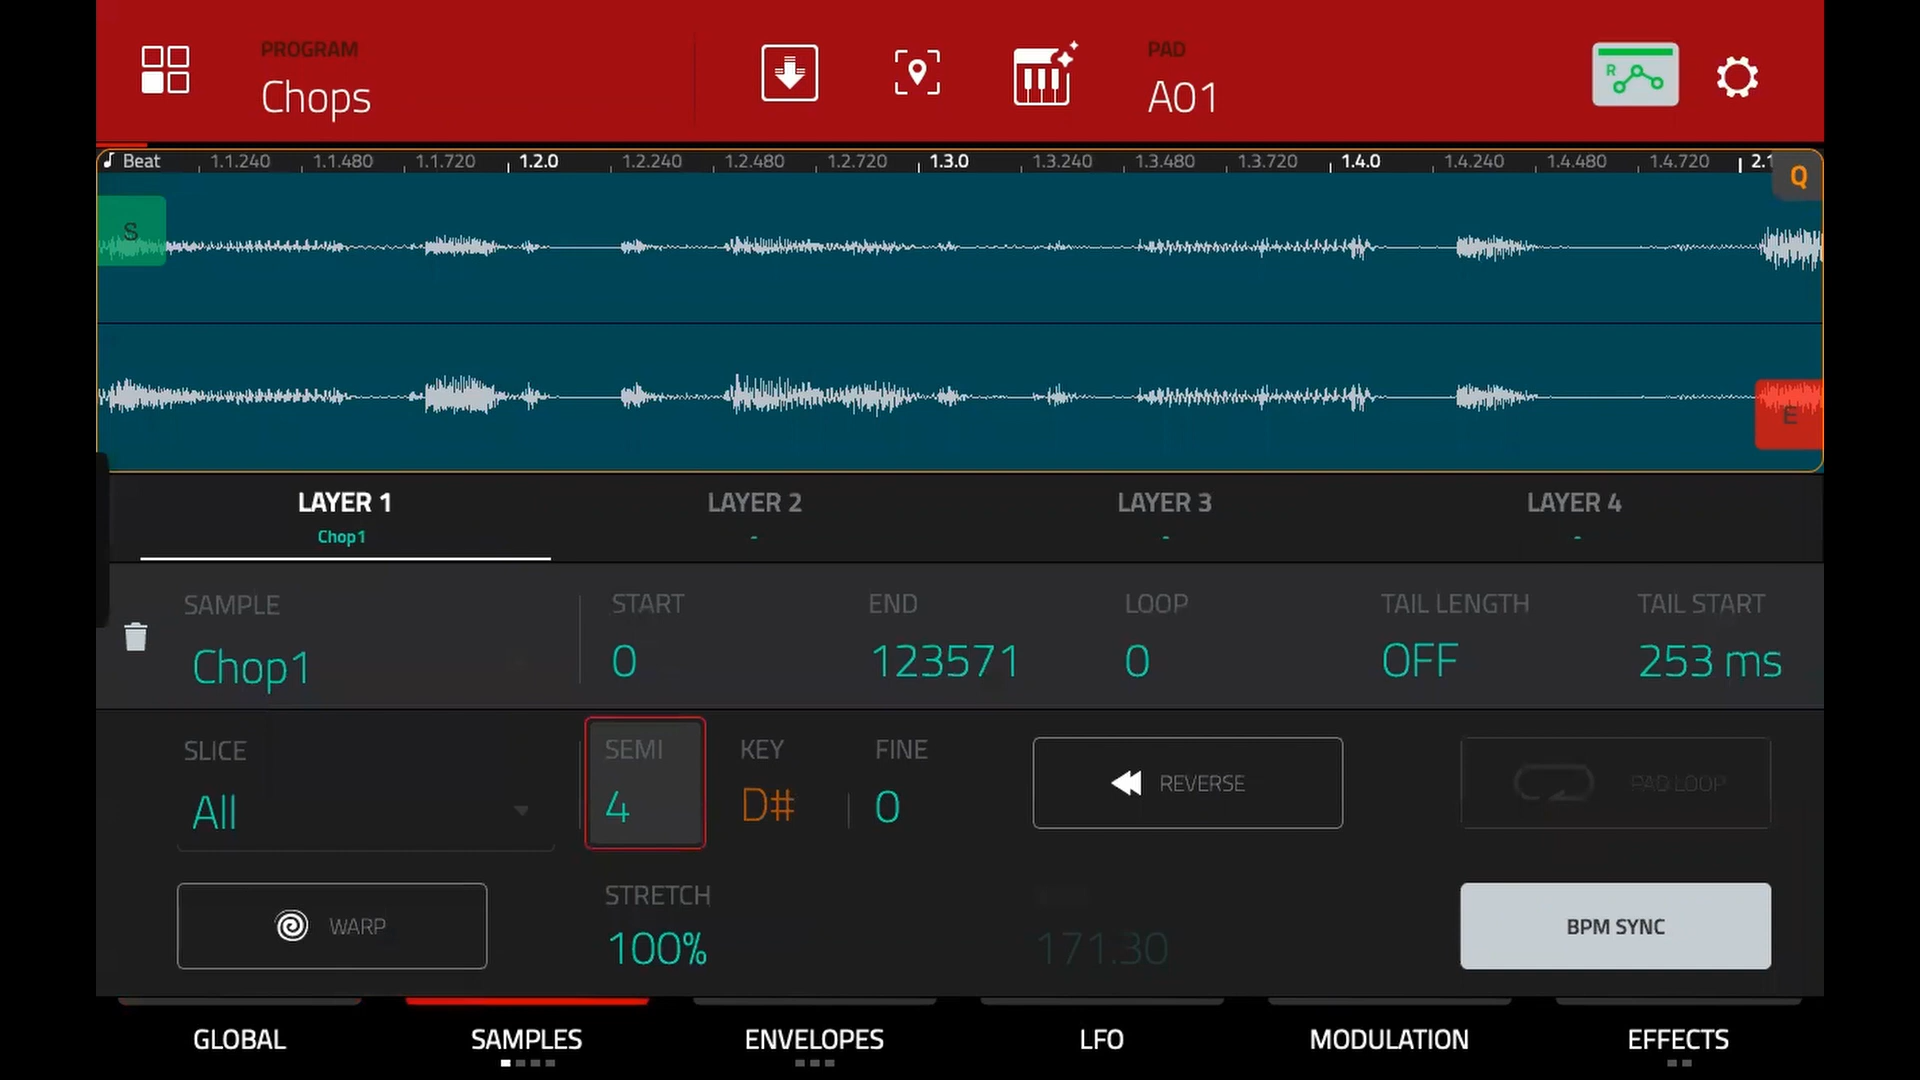 PROGRAM
Chops
PAD
A01
R
Beat 1.1.240 1.1.480 1.1.720 1.2.0 1.2.240 1.2.480 1.2.720 1.3.0 1.3.240 1.3.480 1.3.720 1.4.0 1.4.240 1.4.480 1.4.720 2.1
Q
S
E
LAYER 1 LAYER 2 LAYER 3 LAYER 4
Chop1 - - -
SAMPLE START END LOOP TAIL LENGTH TAIL START
Chop1 0 123571 0 OFF 253 ms
SLICE SEMI KEY FINE
All 4 D# 0
REVERSE
PAD LOOP
WARP
STRETCH
100%
171.30
BPM SYNC
GLOBAL SAMPLES ENVELOPES LFO MODULATION EFFECTS